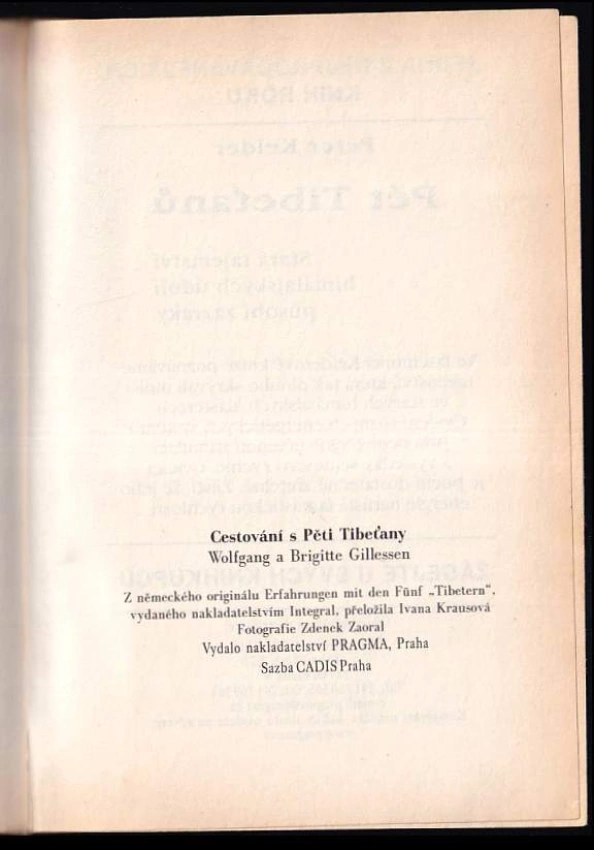 Cestování s Pěti Tibeťany
Wolfgang a Brigitte Gillessen
Z německého originálu Erfahrungen mit den Fünf „Tibetern“,
vydaného nakladatelstvím Integral, přeložila Ivana Krausová
Fotografie Zdenek Zaoral
Vydalo nakladatelství PRAGMA, Praha
Sazba CADIS Praha